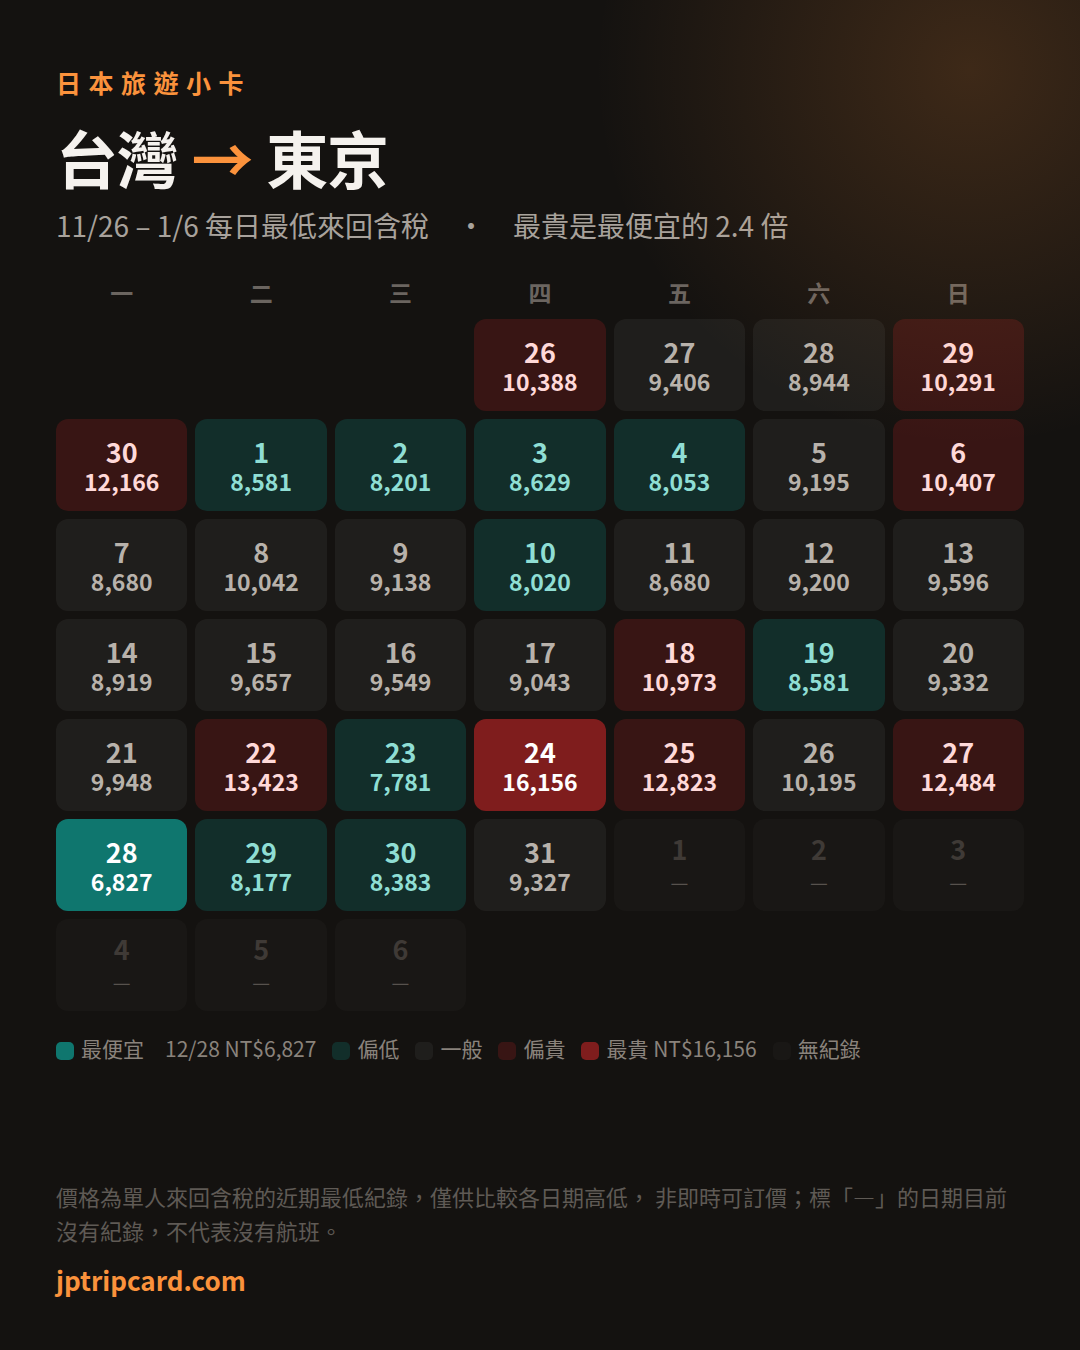 日本旅遊小卡
台灣 → 東京
11/26 – 1/6 每日最低來回含稅 ・ 最貴是最便宜的 2.4 倍
一 二 三 四 五 六 日
26 27 28 29
10,388 9,406 8,944 10,291
30 1 2 3 4 5 6
12,166 8,581 8,201 8,629 8,053 9,195 10,407
7 8 9 10 11 12 13
8,680 10,042 9,138 8,020 8,680 9,200 9,596
14 15 16 17 18 19 20
8,919 9,657 9,549 9,043 10,973 8,581 9,332
21 22 23 24 25 26 27
9,948 13,423 7,781 16,156 12,823 10,195 12,484
28 29 30 31 1 2 3
6,827 8,177 8,383 9,327 — — —
4 5 6
— — —
最便宜 12/28 NT$6,827 偏低 一般 偏貴 最貴 NT$16,156 無紀錄
價格為單人來回含稅的近期最低紀錄，僅供比較各日期高低， 非即時可訂價；標「—」的日期目前
沒有紀錄，不代表沒有航班。
jptripcard.com